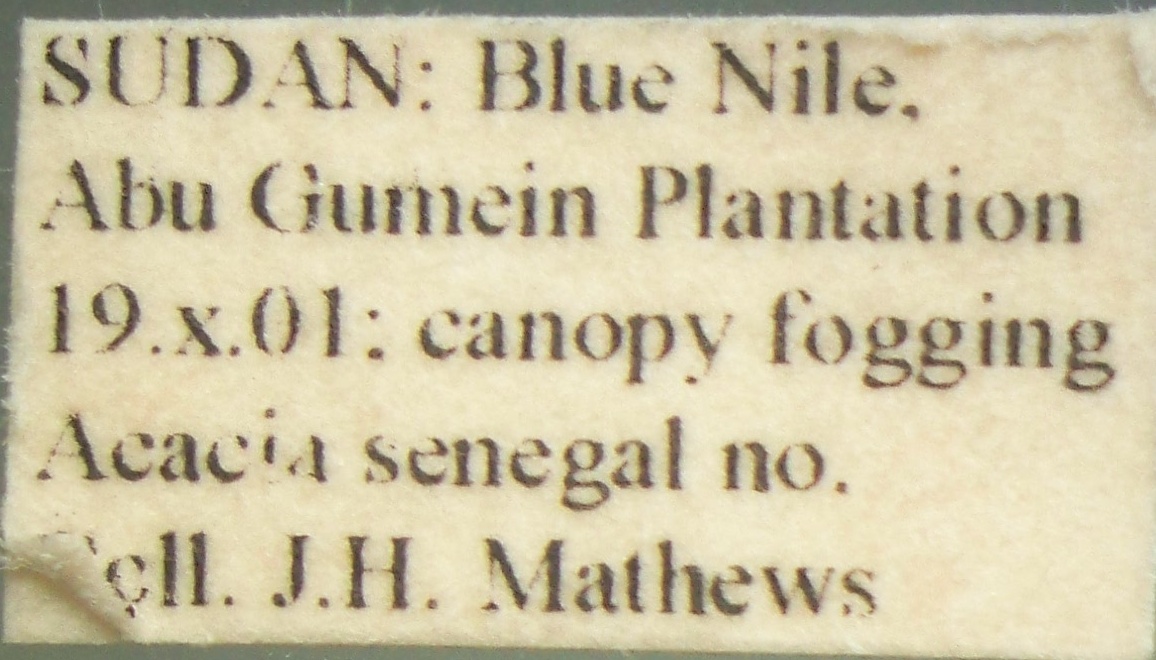 SUDAN: Blue Nile,
Abu Gumein Plantation
19.x.01: canopy fogging
Acacia senegal no.
Coll. J.H. Mathews